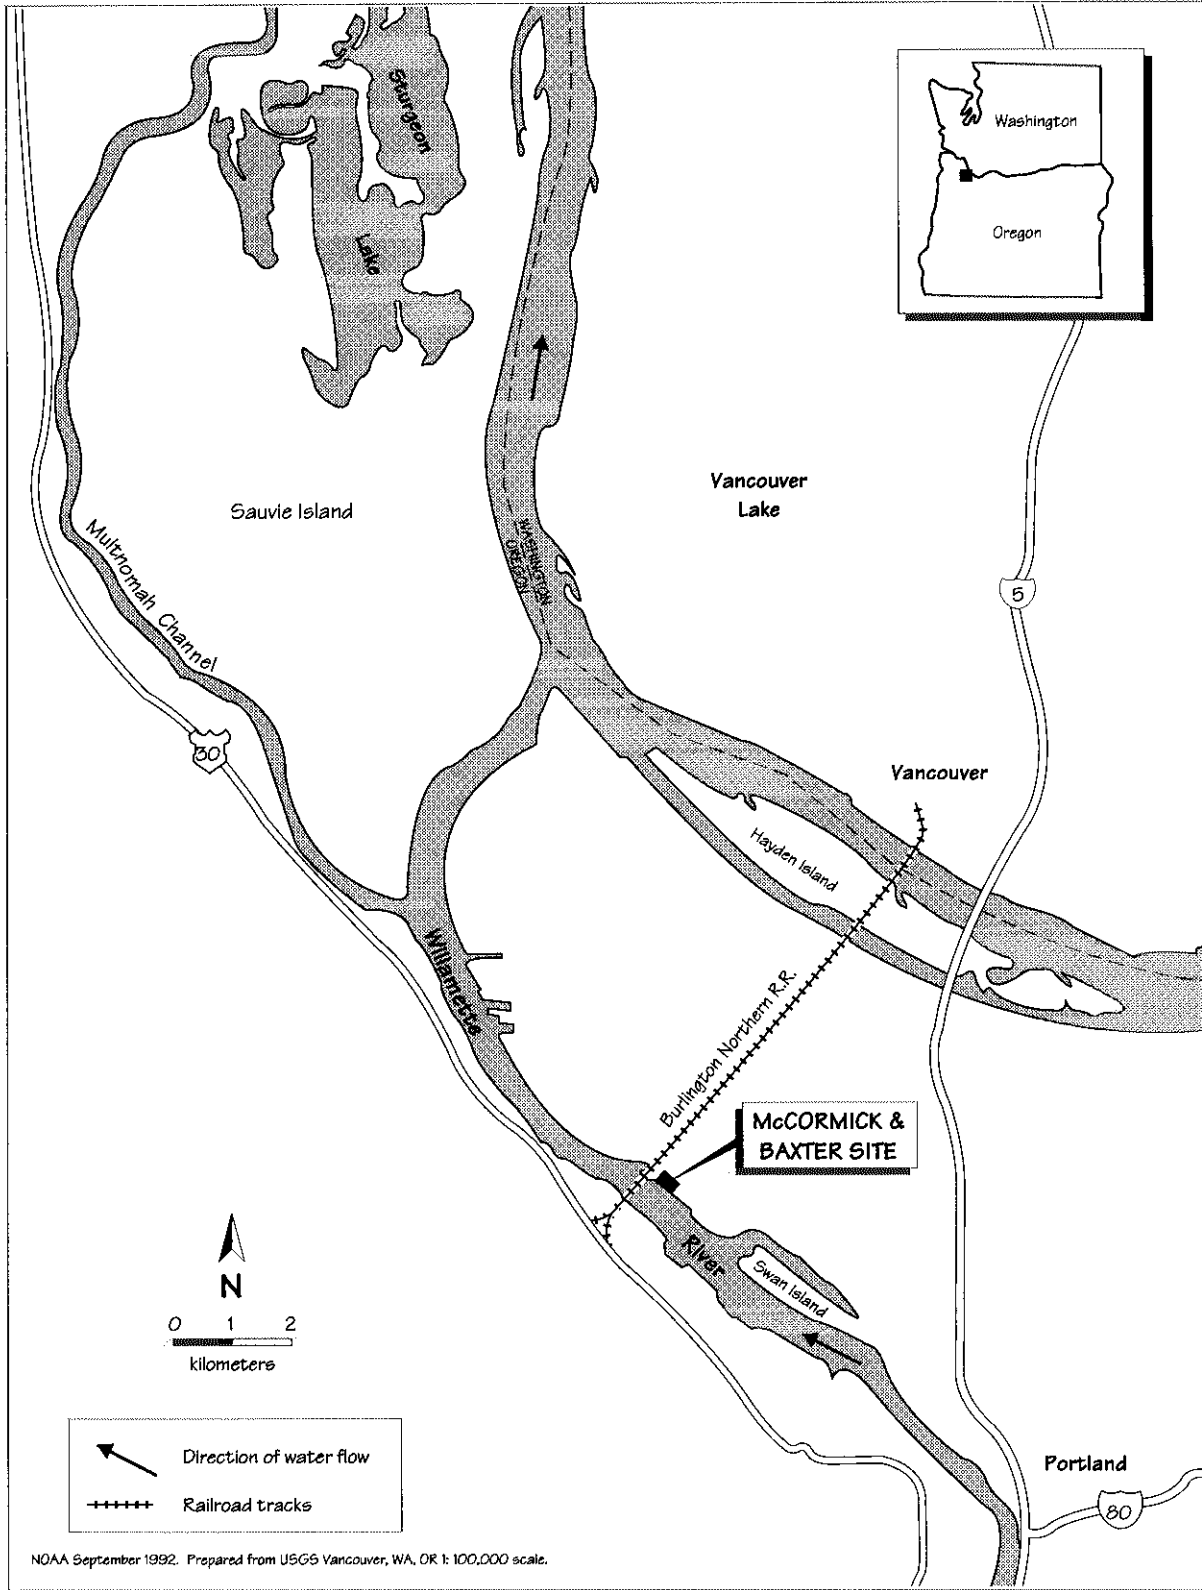 Sturgeon
Lake
Washington
Oregon
Sauvie Island
Vancouver
Lake
WASHINGTON
OREGON
5
Multnomah Channel
30
Vancouver
Hayden Island
Willamette
Burlington Northern R.R.
McCORMICK &
BAXTER SITE
River
Swan Island
N
0 1 2
kilometers
Direction of water flow
Railroad tracks
Portland
80
NOAA September 1992. Prepared from USGS Vancouver, WA, OR 1: 100,000 scale.